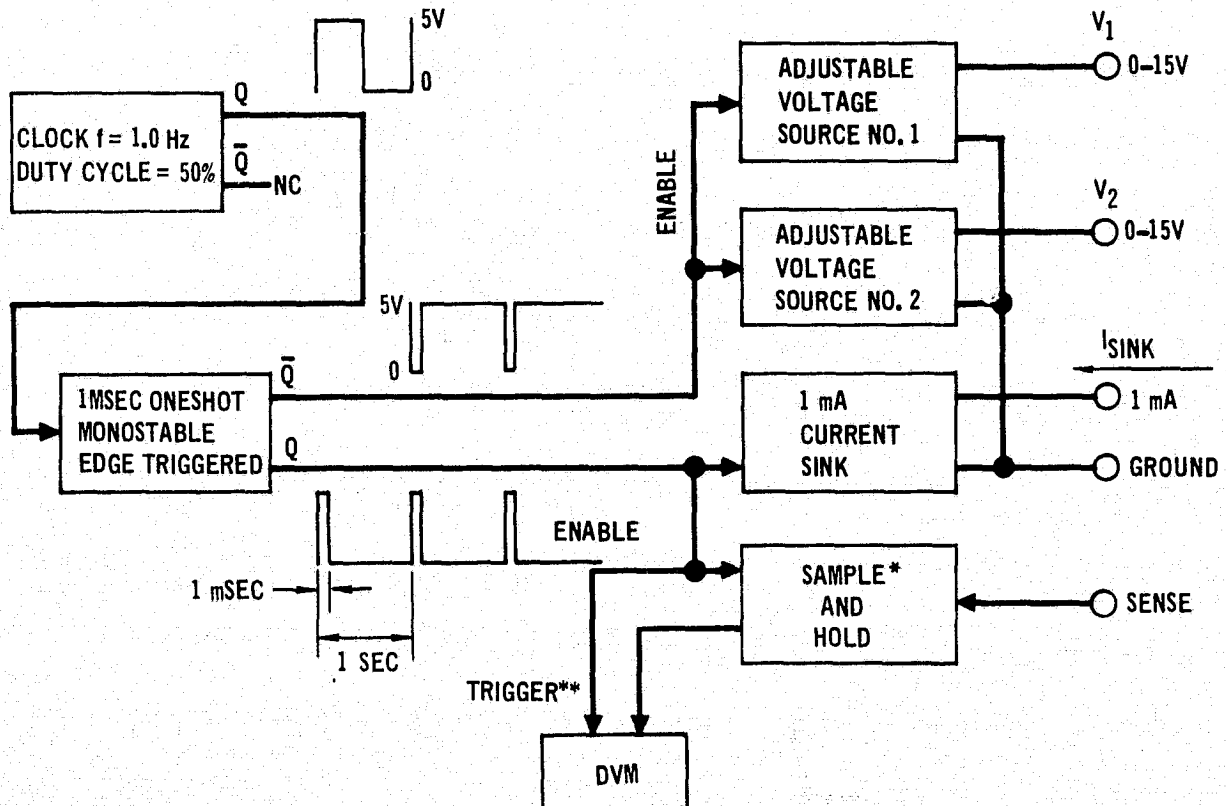 5V
0
Q
CLOCK f = 1.0 Hz
DUTY CYCLE = 50%
Q̅
NC
ENABLE
ADJUSTABLE
VOLTAGE
SOURCE NO. 1
V1
0-15V
ADJUSTABLE
VOLTAGE
SOURCE NO. 2
V2
0-15V
5V
0
1MSEC ONESHOT
MONOSTABLE
EDGE TRIGGERED
Q̅
Q
1 mA
CURRENT
SINK
ISINK
1 mA
GROUND
ENABLE
1 mSEC
1 SEC
SAMPLE*
AND
HOLD
SENSE
TRIGGER**
DVM